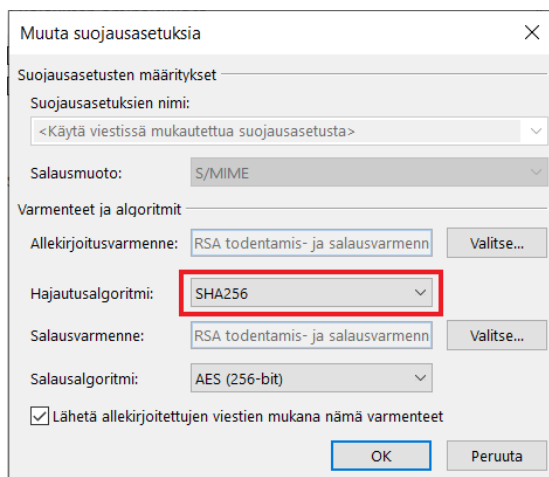 Muuta suojausasetuksia
Suojausasetusten määritykset
Suojausasetuksien nimi:
<Käytä viestissä mukautettua suojausasetusta>
Salausmuoto: S/MIME
Varmenteet ja algoritmit
Allekirjoitusvarmenne: RSA todentamis- ja salausvarmenn Valitse...
Hajautusalgoritmi: SHA256
Salausvarmenne: RSA todentamis- ja salausvarmenn Valitse...
Salausalgoritmi: AES (256-bit)
Lähetä allekirjoitettujen viestien mukana nämä varmenteet
OK Peruuta